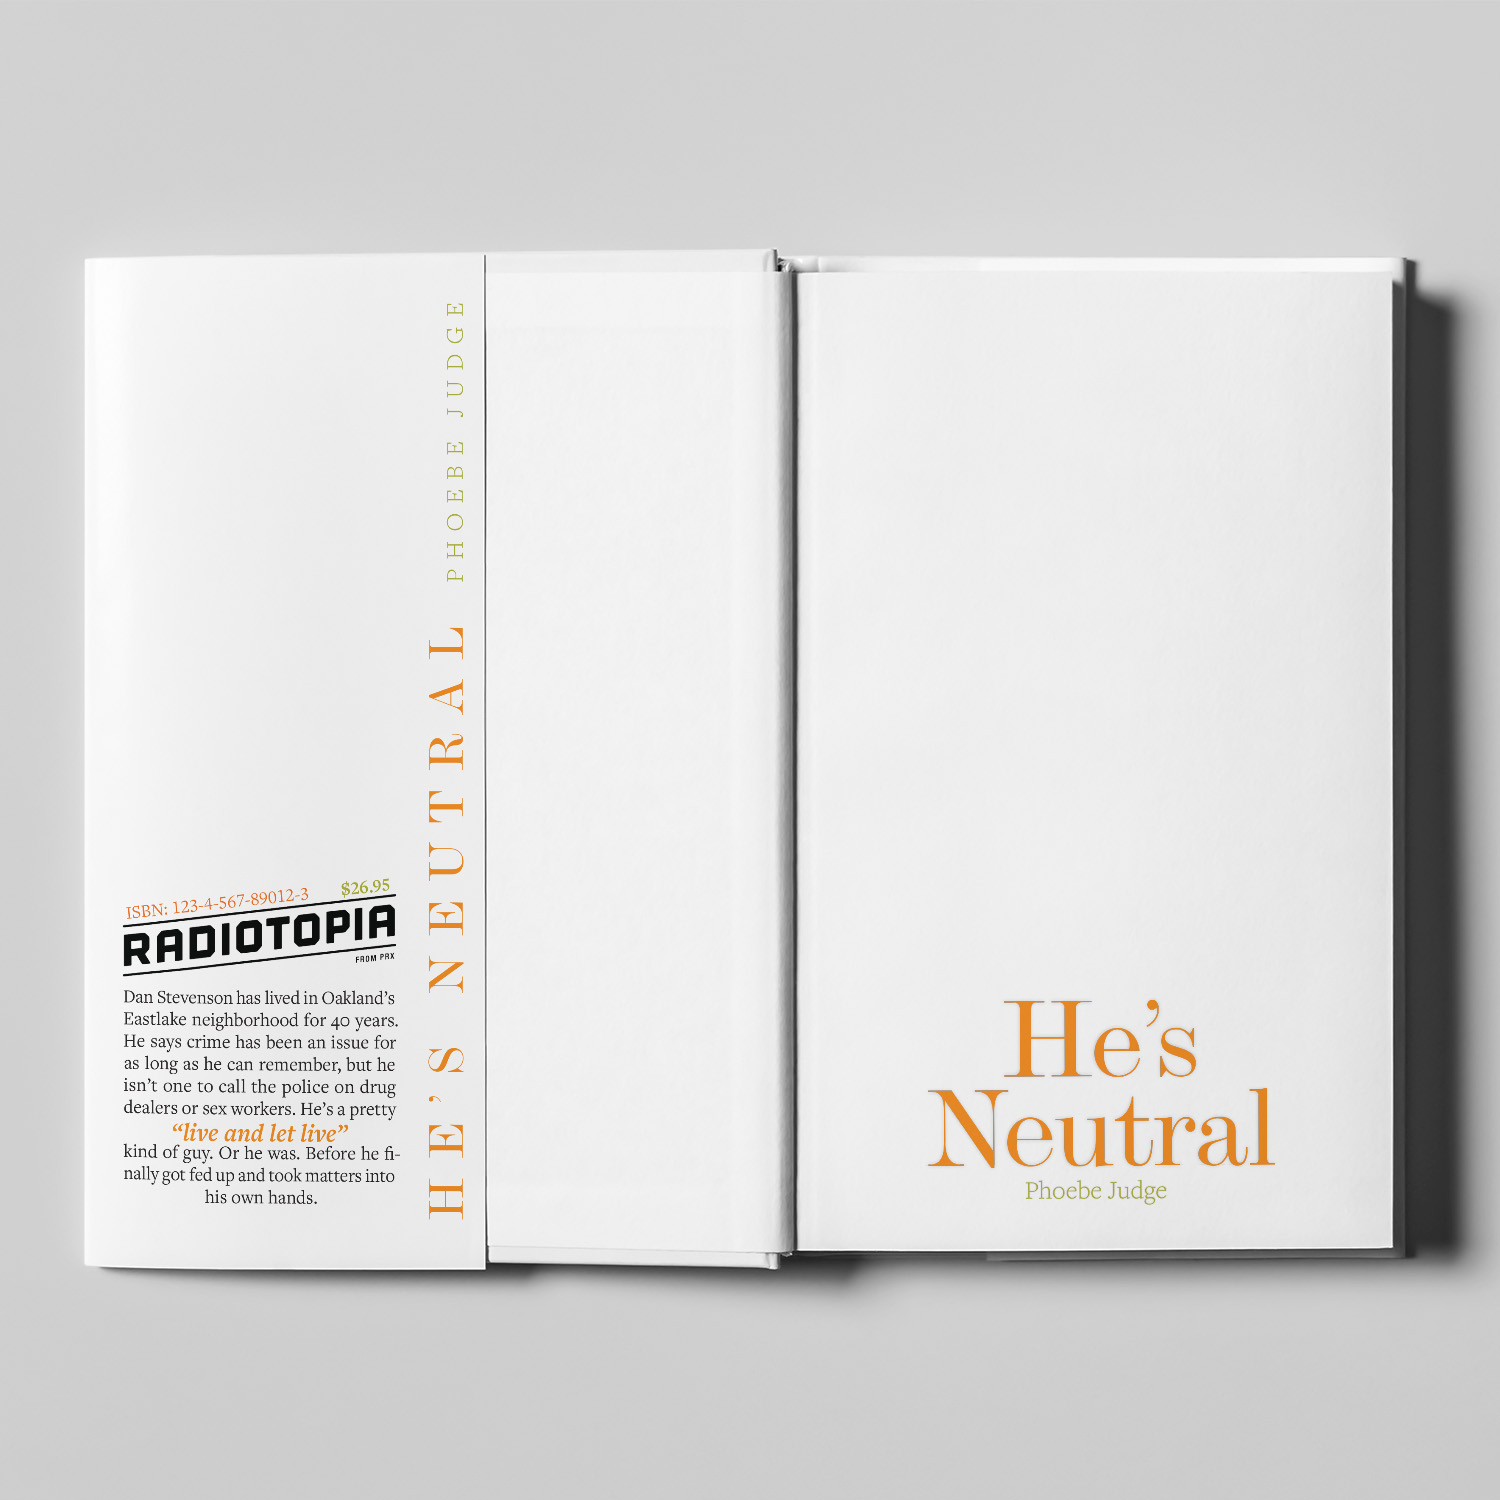 ISBN: 123-4-567-89012-3 $26.95
RADIOTOPIA
FROM PRX
Dan Stevenson has lived in Oakland’s
Eastlake neighborhood for 40 years.
He says crime has been an issue for
as long as he can remember, but he
isn’t one to call the police on drug
dealers or sex workers. He’s a pretty
“live and let live”
kind of guy. Or he was. Before he fi-
nally got fed up and took matters into
his own hands.
HE’S NEUTRAL PHOEBE JUDGE
He’s
Neutral
Phoebe Judge